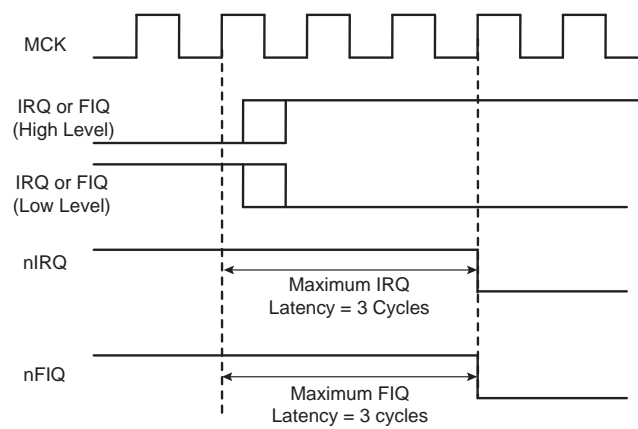 MCK
IRQ or FIQ
(High Level)
IRQ or FIQ
(Low Level)
nIRQ
Maximum IRQ
Latency = 3 Cycles
nFIQ
Maximum FIQ
Latency = 3 cycles